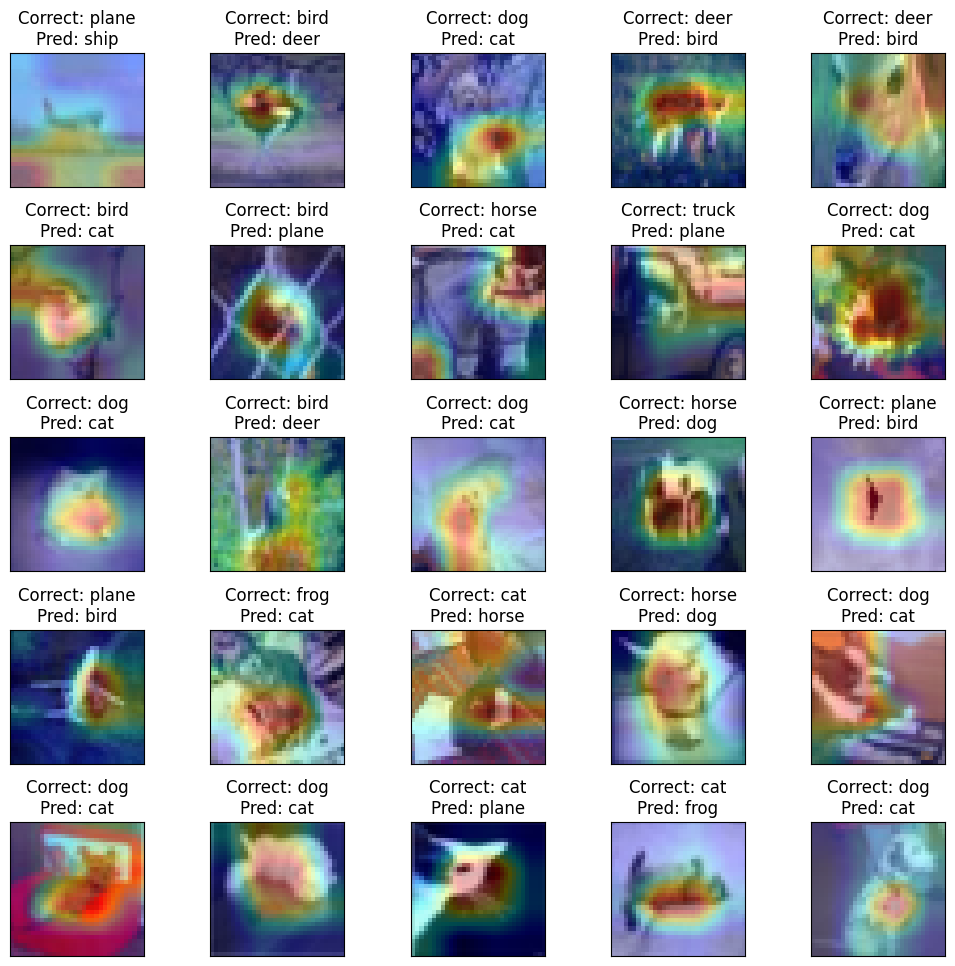 Correct: plane
Pred: ship
Correct: bird
Pred: deer
Correct: dog
Pred: cat
Correct: deer
Pred: bird
Correct: deer
Pred: bird
Correct: bird
Pred: cat
Correct: bird
Pred: plane
Correct: horse
Pred: cat
Correct: truck
Pred: plane
Correct: dog
Pred: cat
Correct: dog
Pred: cat
Correct: bird
Pred: deer
Correct: dog
Pred: cat
Correct: horse
Pred: dog
Correct: plane
Pred: bird
Correct: plane
Pred: bird
Correct: frog
Pred: cat
Correct: cat
Pred: horse
Correct: horse
Pred: dog
Correct: dog
Pred: cat
Correct: dog
Pred: cat
Correct: dog
Pred: cat
Correct: cat
Pred: plane
Correct: cat
Pred: frog
Correct: dog
Pred: cat